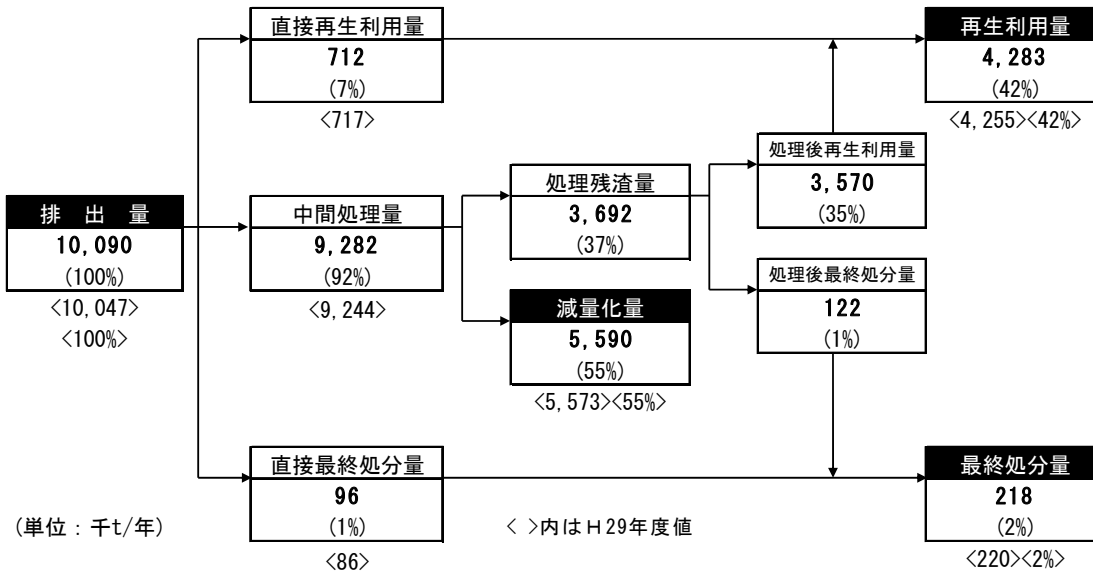 直接再生利用量
712
(7%)
<717>
再生利用量
4,283
(42%)
<4,255><42%>
処理後再生利用量
3,570
(35%)
処理残渣量
3,692
(37%)
排 出 量
10,090
(100%)
<10,047>
<100%>
中間処理量
9,282
(92%)
<9,244>
処理後最終処分量
122
(1%)
減量化量
5,590
(55%)
<5,573><55%>
直接最終処分量
96
(1%)
<86>
最終処分量
218
(2%)
<220><2%>
(単位：千t/年)
< >内はH29年度値